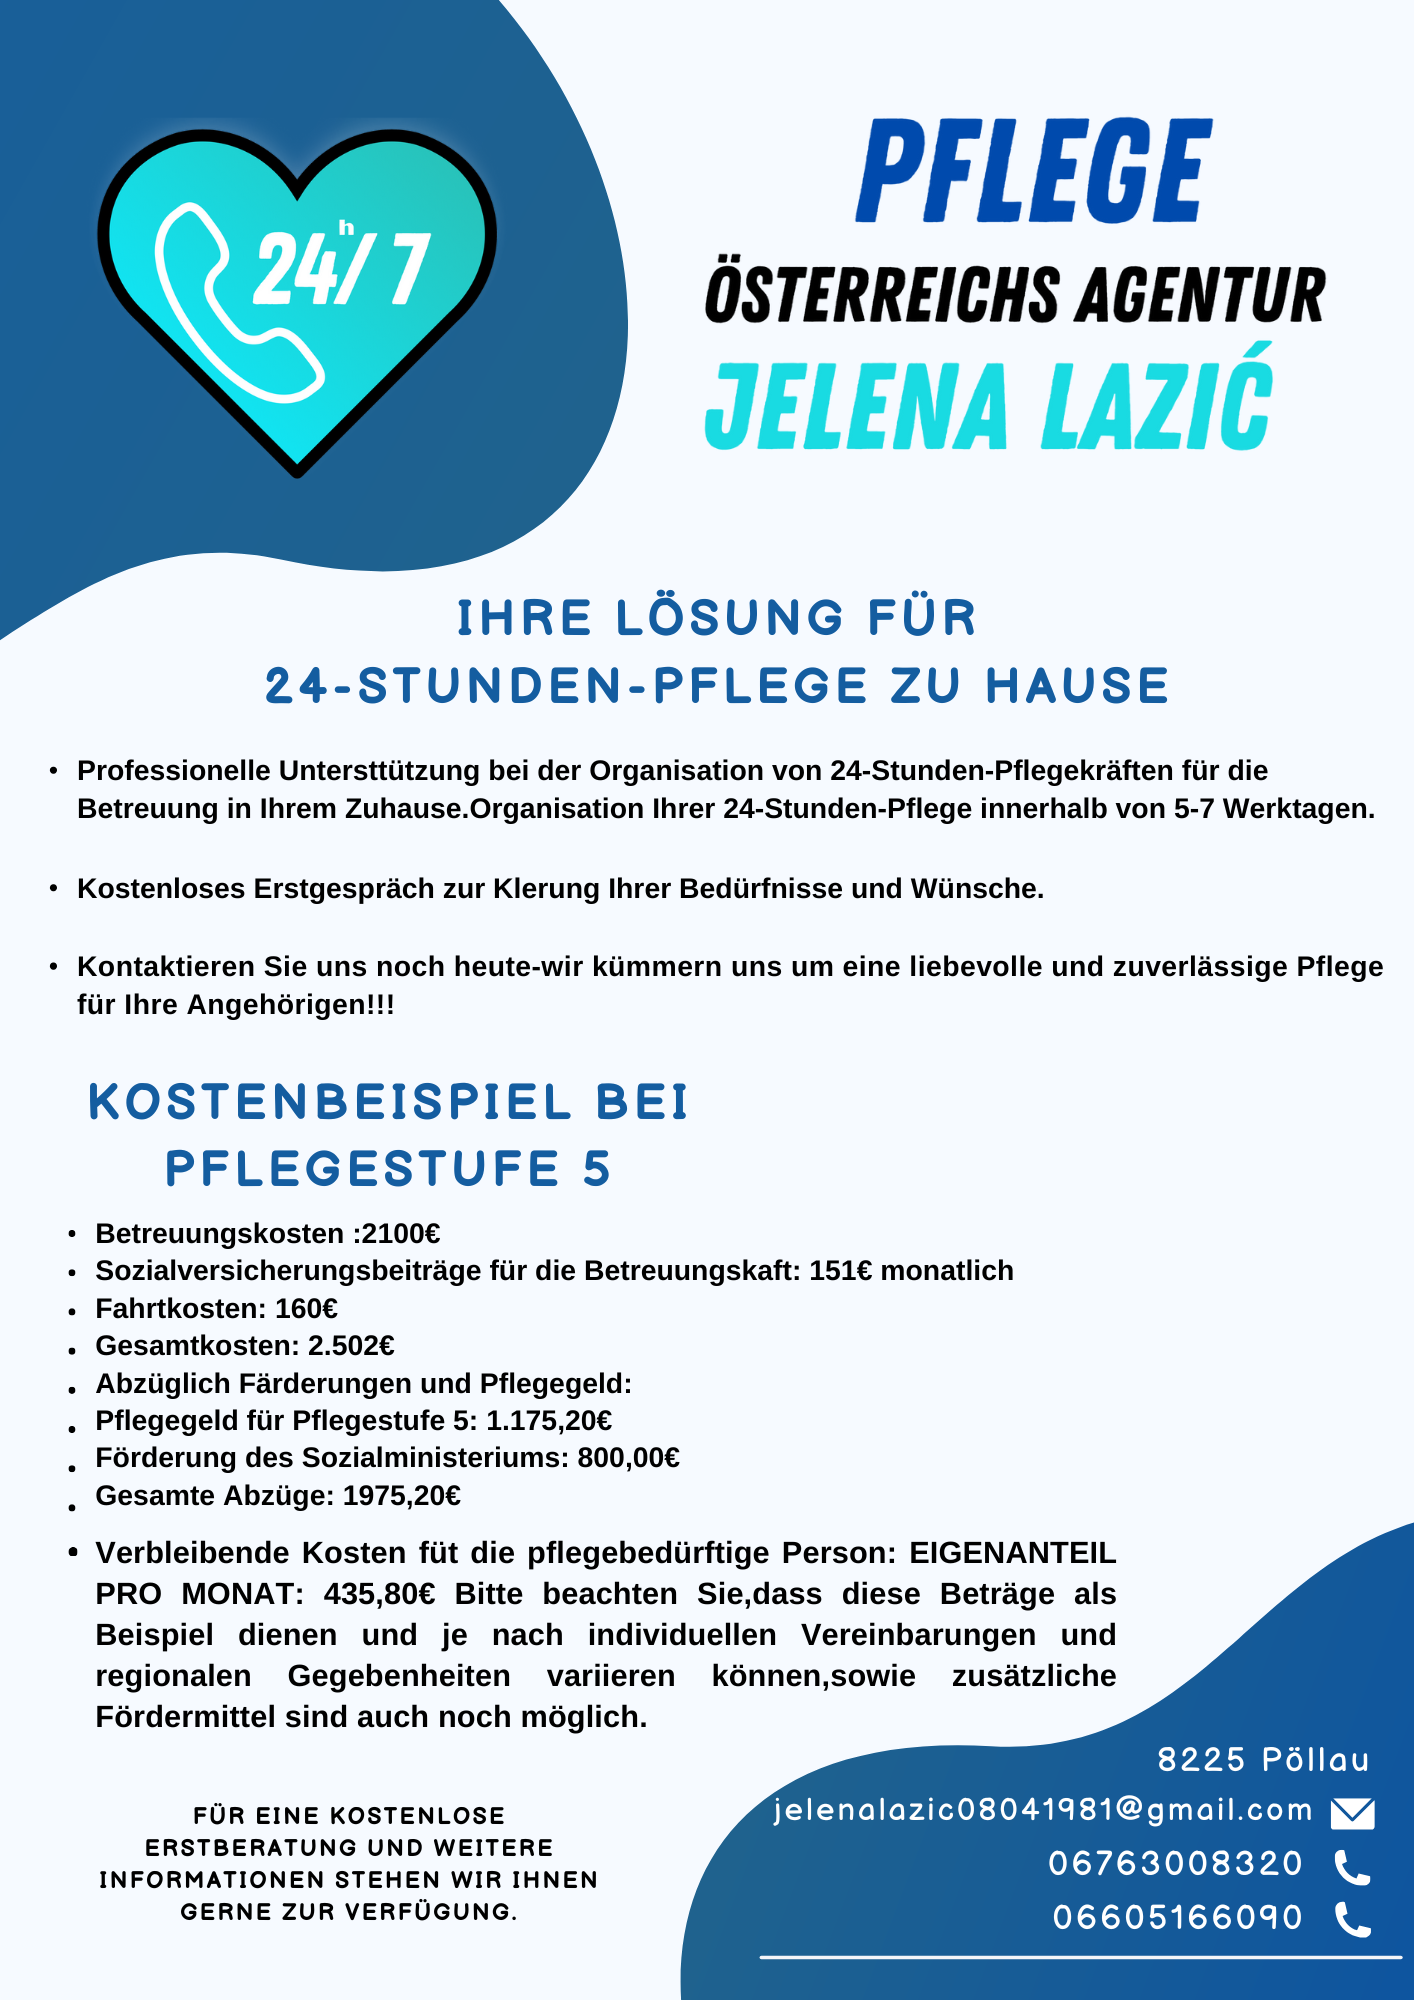 24h/ 7
PFLEGE
ÖSTERREICHS AGENTUR
JELENA LAZIĆ
IHRE LÖSUNG FÜR
24-STUNDEN-PFLEGE ZU HAUSE
• Professionelle Untersttützung bei der Organisation von 24-Stunden-Pflegekräften für die
Betreuung in Ihrem Zuhause.Organisation Ihrer 24-Stunden-Pflege innerhalb von 5-7 Werktagen.
• Kostenloses Erstgespräch zur Klerung Ihrer Bedürfnisse und Wünsche.
• Kontaktieren Sie uns noch heute-wir kümmern uns um eine liebevolle und zuverlässige Pflege
für Ihre Angehörigen!!!
KOSTENBEISPIEL BEI
PFLEGESTUFE 5
• Betreuungskosten :2100€
• Sozialversicherungsbeiträge für die Betreuungskaft: 151€ monatlich
• Fahrtkosten: 160€
• Gesamtkosten: 2.502€
• Abzüglich Färderungen und Pflegegeld:
• Pflegegeld für Pflegestufe 5: 1.175,20€
• Förderung des Sozialministeriums: 800,00€
• Gesamte Abzüge: 1975,20€
• Verbleibende Kosten füt die pflegebedürftige Person: EIGENANTEIL
PRO MONAT: 435,80€ Bitte beachten Sie,dass diese Beträge als
Beispiel dienen und je nach individuellen Vereinbarungen und
regionalen Gegebenheiten variieren können,sowie zusätzliche
Fördermittel sind auch noch möglich.
FÜR EINE KOSTENLOSE
ERSTBERATUNG UND WEITERE
INFORMATIONEN STEHEN WIR IHNEN
GERNE ZUR VERFÜGUNG.
8225 Pöllau
jelenalazic08041981@gmail.com
06763008320
06605166090